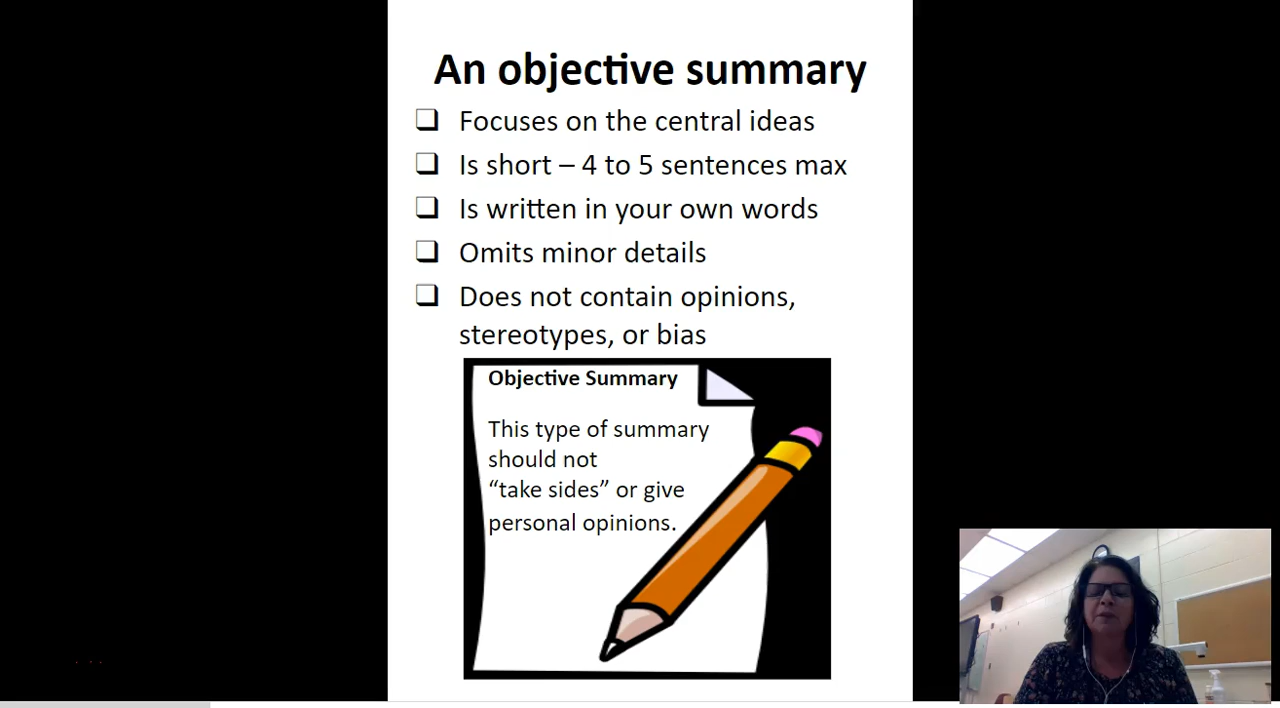 An objective summary
❑ Focuses on the central ideas
❑ Is short – 4 to 5 sentences max
❑ Is written in your own words
❑ Omits minor details
❑ Does not contain opinions,
stereotypes, or bias
Objective Summary
This type of summary
should not
“take sides” or give
personal opinions.